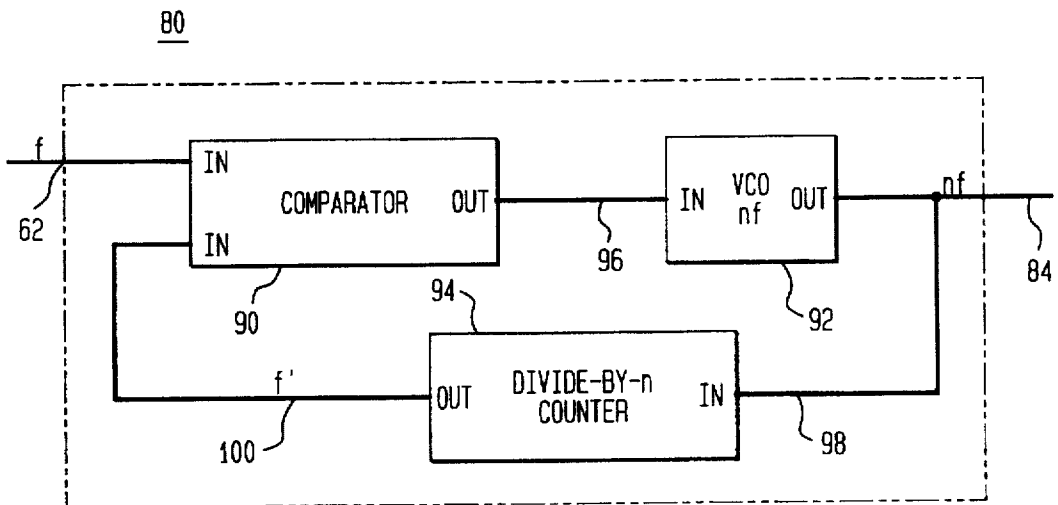 80
f
IN
COMPARATOR
OUT
IN
62
90
96
IN
VCO
nf
OUT
nf
84
92
94
OUT
DIVIDE-BY-n
COUNTER
IN
f'
100
98